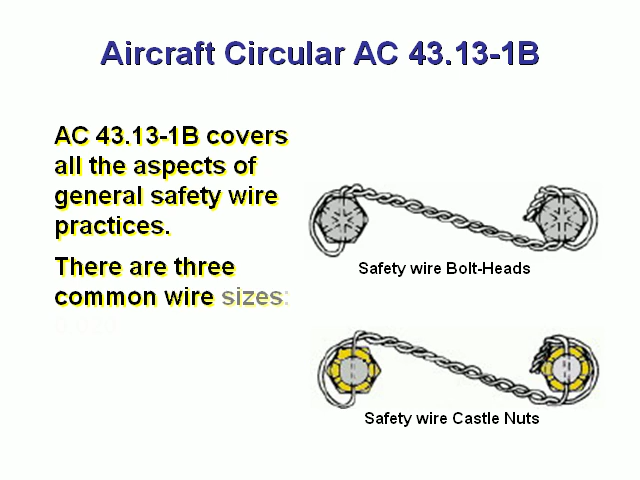 Aircraft Circular AC 43.13-1B
AC 43.13-1B covers
all the aspects of
general safety wire
practices.
There are three
common wire sizes:
Safety wire Bolt-Heads
Safety wire Castle Nuts